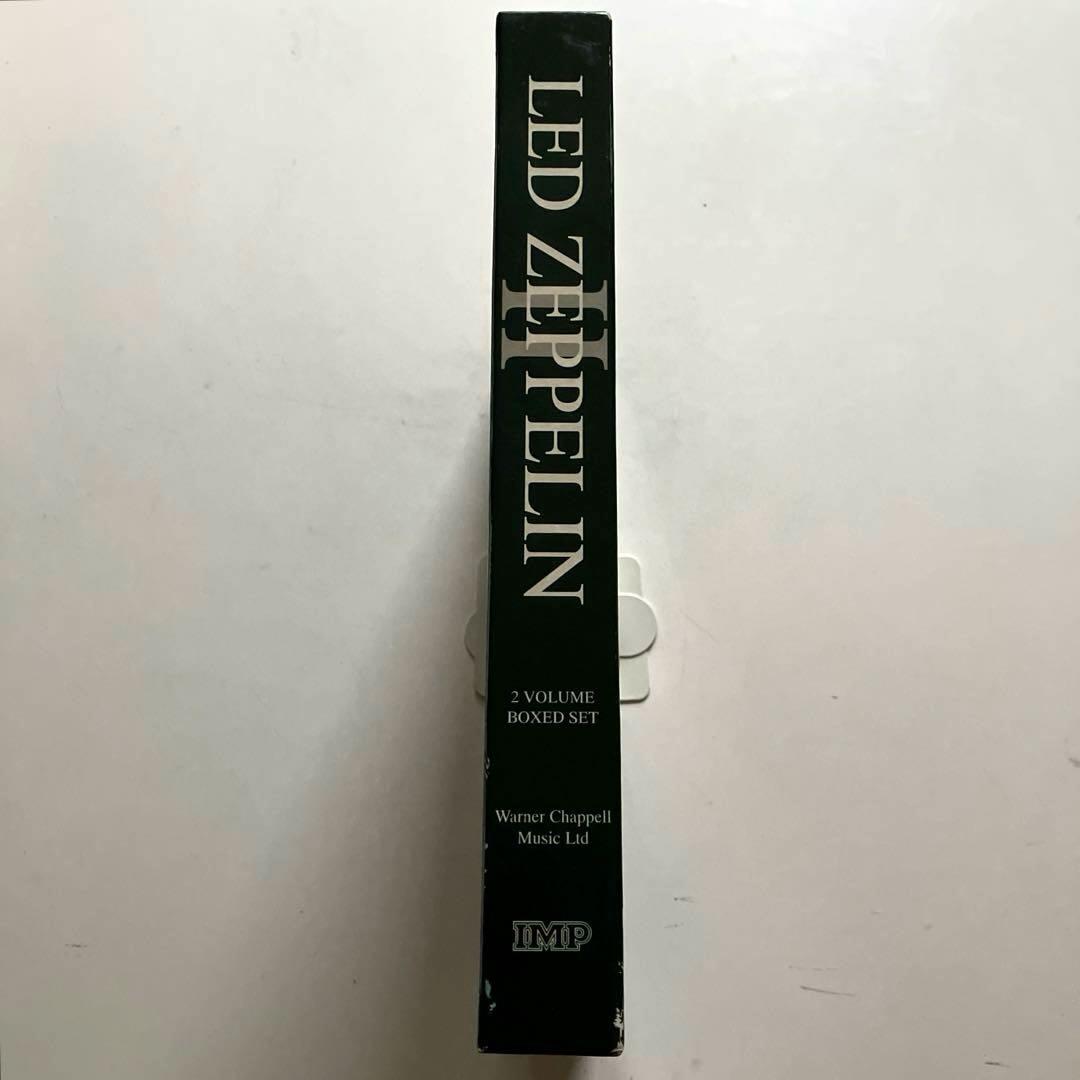 LED ZEPPELIN
II
2 VOLUME
BOXED SET
Warner Chappell
Music Ltd
IMP